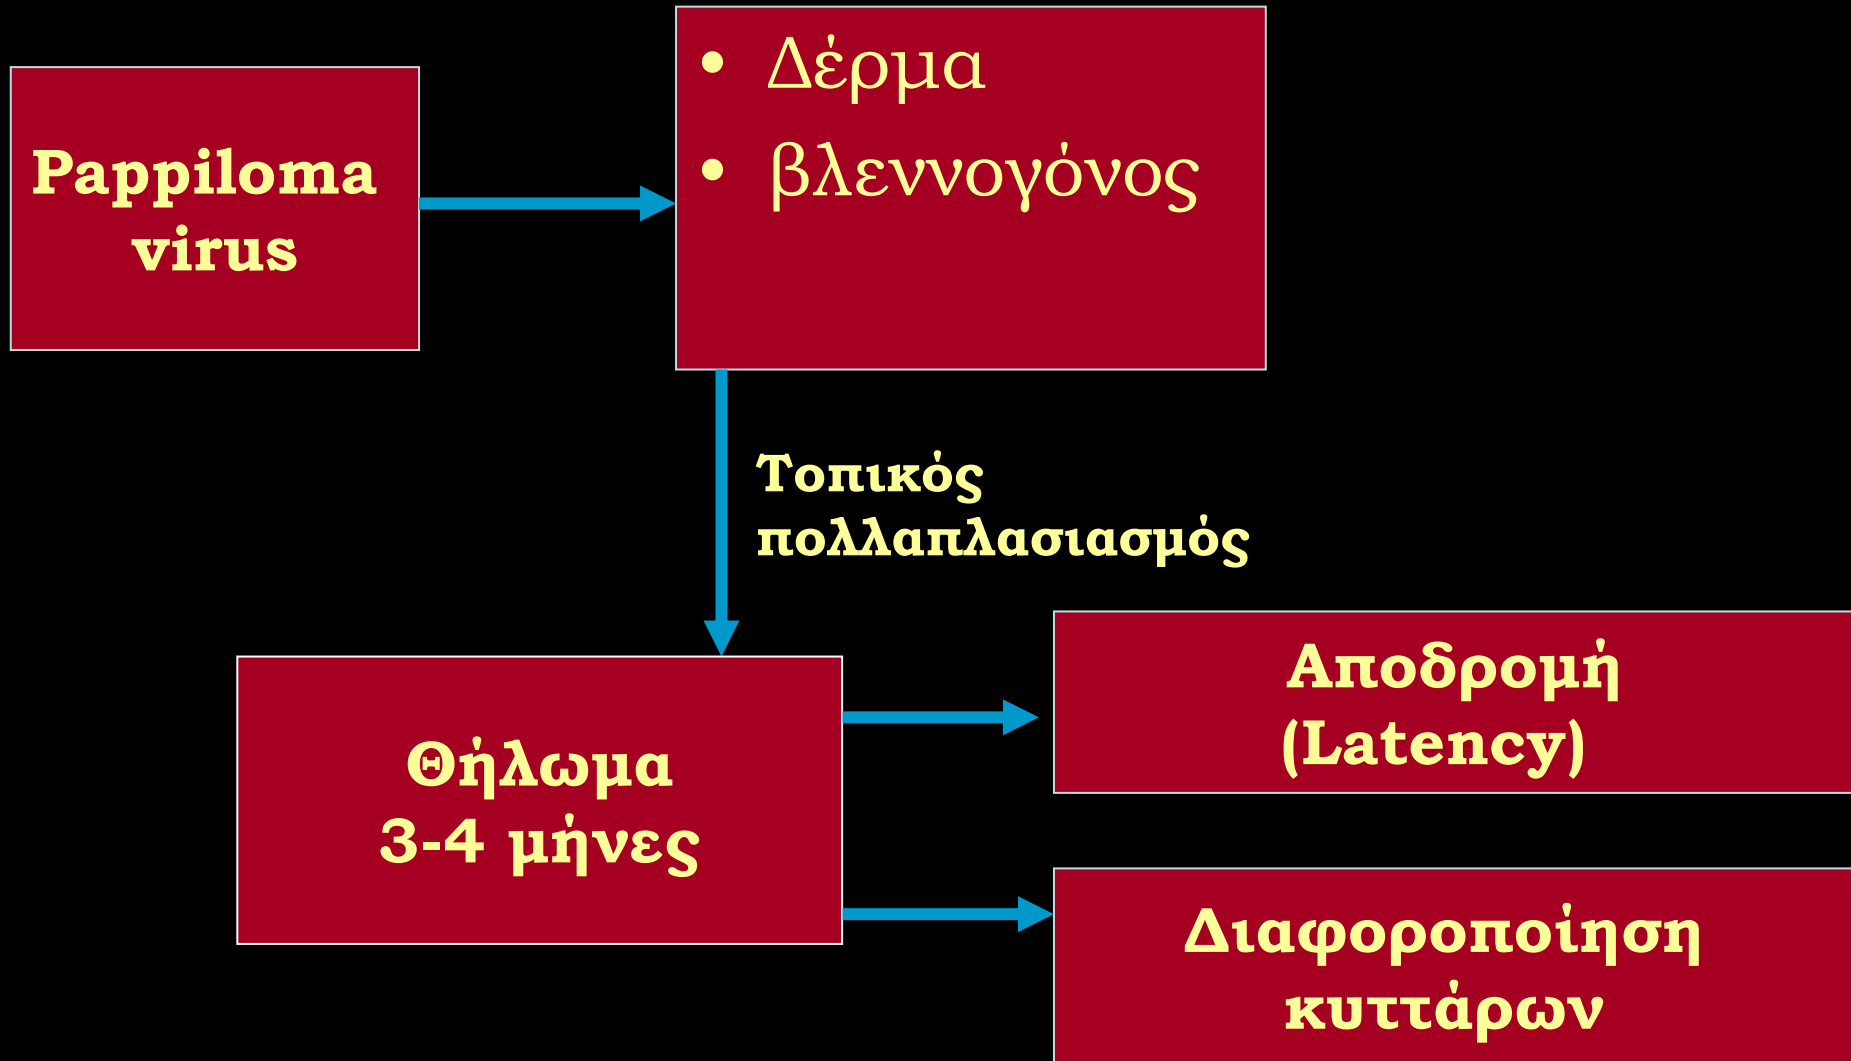 Pappiloma
virus
• Δέρμα
• βλεννογόνος
Τοπικός
πολλαπλασιασμός
Θήλωμα
3-4 μήνες
Αποδρομή
(Latency)
Διαφοροποίηση
κυττάρων